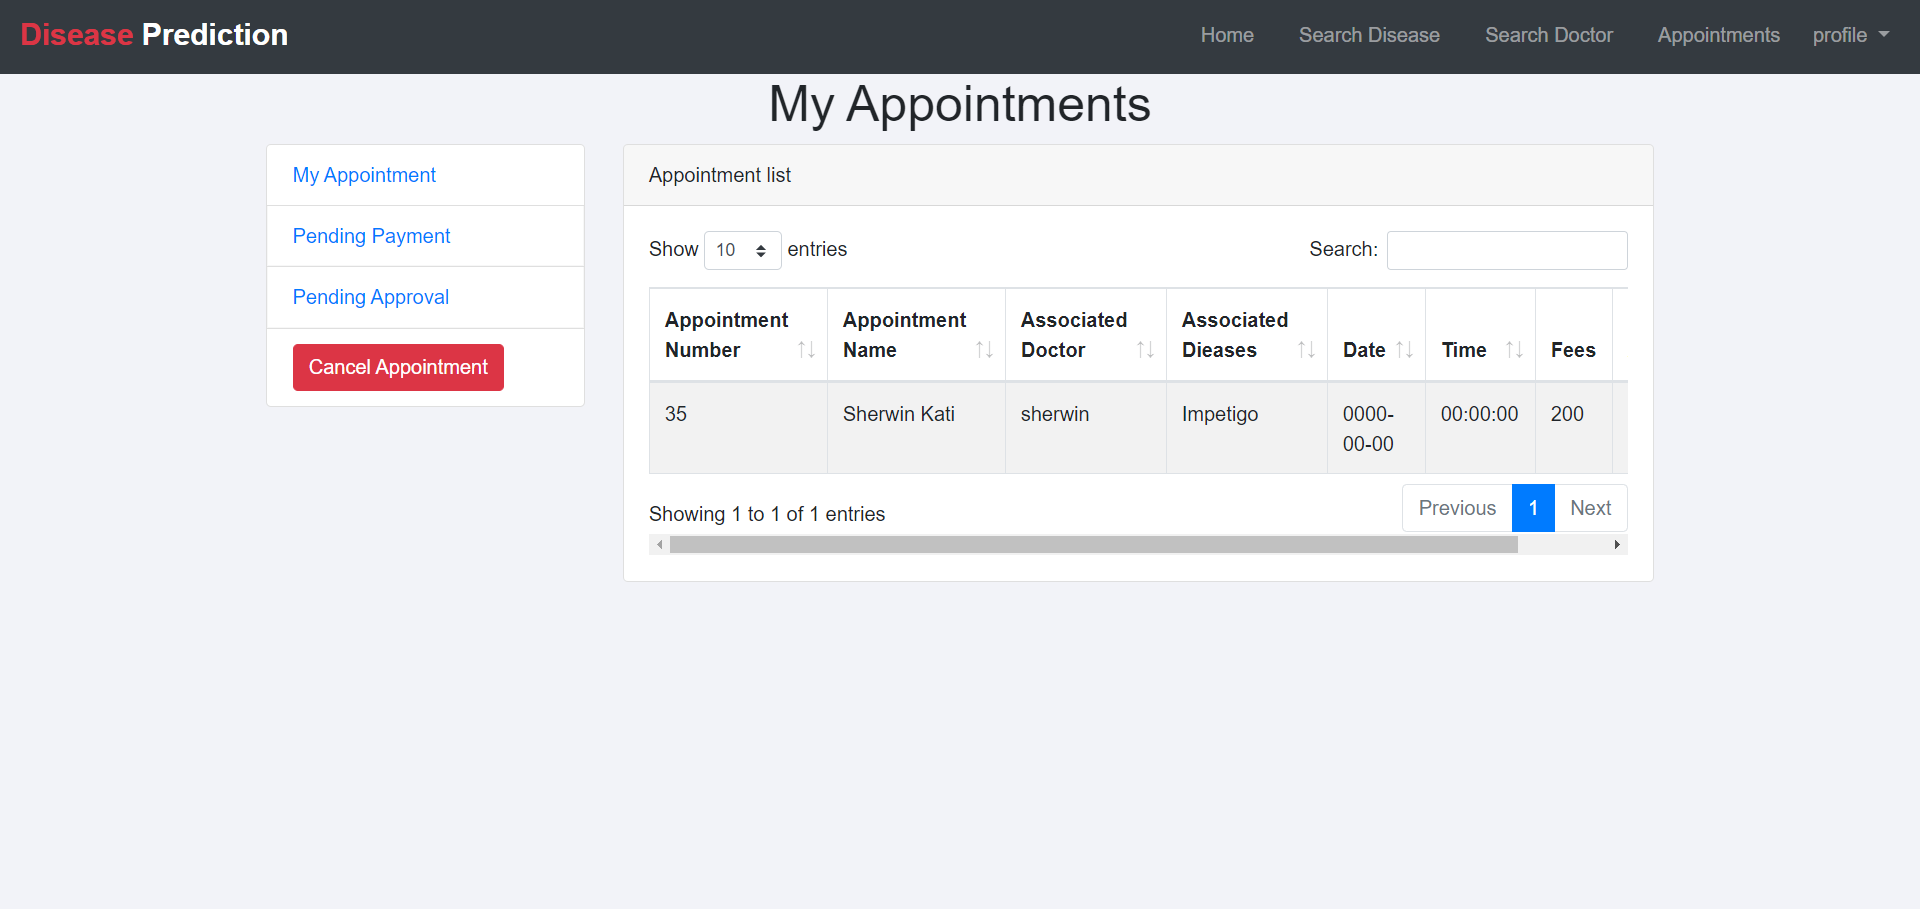 Disease Prediction
Home Search Disease Search Doctor Appointments profile
My Appointments
My Appointment
Pending Payment
Pending Approval
Cancel Appointment
Appointment list
Show 10 entries
Search:
Appointment Number Appointment Name Associated Doctor Associated Dieases Date Time Fees
35 Sherwin Kati sherwin Impetigo 0000-00-00 00:00:00 200
Showing 1 to 1 of 1 entries
Previous 1 Next